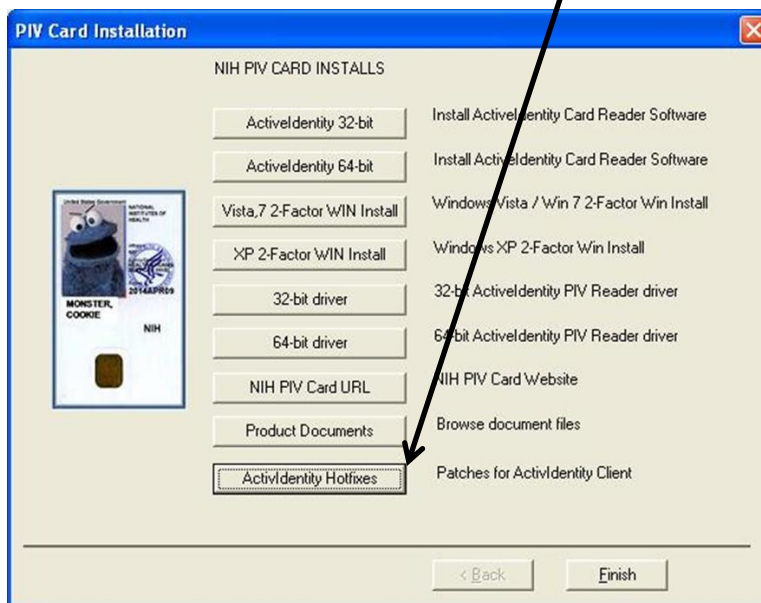 PIV Card Installation
NIH PIV CARD INSTALLS
ActiveIdentity 32-bit
Install ActiveIdentity Card Reader Software
ActiveIdentity 64-bit
Install ActiveIdentity Card Reader Software
Vista,7 2-Factor WIN Install
Windows Vista / Win 7 2-Factor Win Install
XP 2-Factor WIN Install
Windows XP 2-Factor Win Install
32-bit driver
32-bit ActiveIdentity PIV Reader driver
64-bit driver
64-bit ActiveIdentity PIV Reader driver
NIH PIV Card URL
NIH PIV Card Website
Product Documents
Browse document files
ActivIdentity Hotfixes
Patches for ActivIdentity Client
United States Government
NATIONAL
INSTITUTES OF
HEALTH
2014APR09
MONSTER,
COOKIE
NIH
< Back
Finish